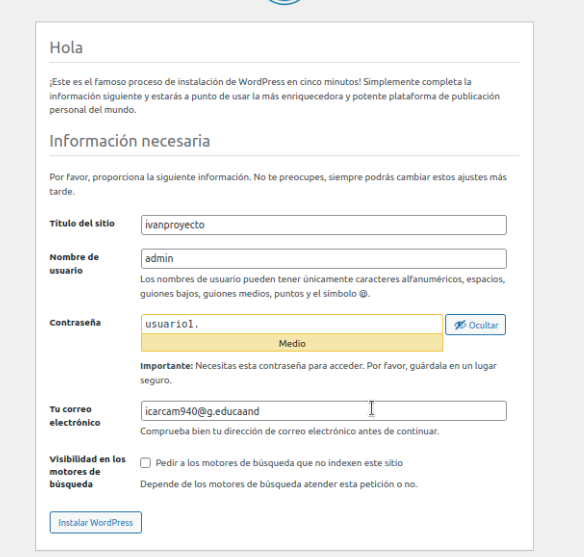 Hola
¡Este es el famoso proceso de instalación de WordPress en cinco minutos! Simplemente completa la
información siguiente y estarás a punto de usar la más enriquecedora y potente plataforma de publicación
personal del mundo.
Información necesaria
Por favor, proporciona la siguiente información. No te preocupes, siempre podrás cambiar estos ajustes más
tarde.
Título del sitio
ivanproyecto
Nombre de
usuario
admin
Los nombres de usuario pueden tener únicamente caracteres alfanuméricos, espacios,
guiones bajos, guiones medios, puntos y el símbolo @.
Contraseña
usuario1.
Ocultar
Medio
Importante: Necesitas esta contraseña para acceder. Por favor, guárdala en un lugar
seguro.
Tu correo
electrónico
icarcam940@g.educaand
Comprueba bien tu dirección de correo electrónico antes de continuar.
Visibilidad en los
motores de
búsqueda
Pedir a los motores de búsqueda que no indexen este sitio
Depende de los motores de búsqueda atender esta petición o no.
Instalar WordPress